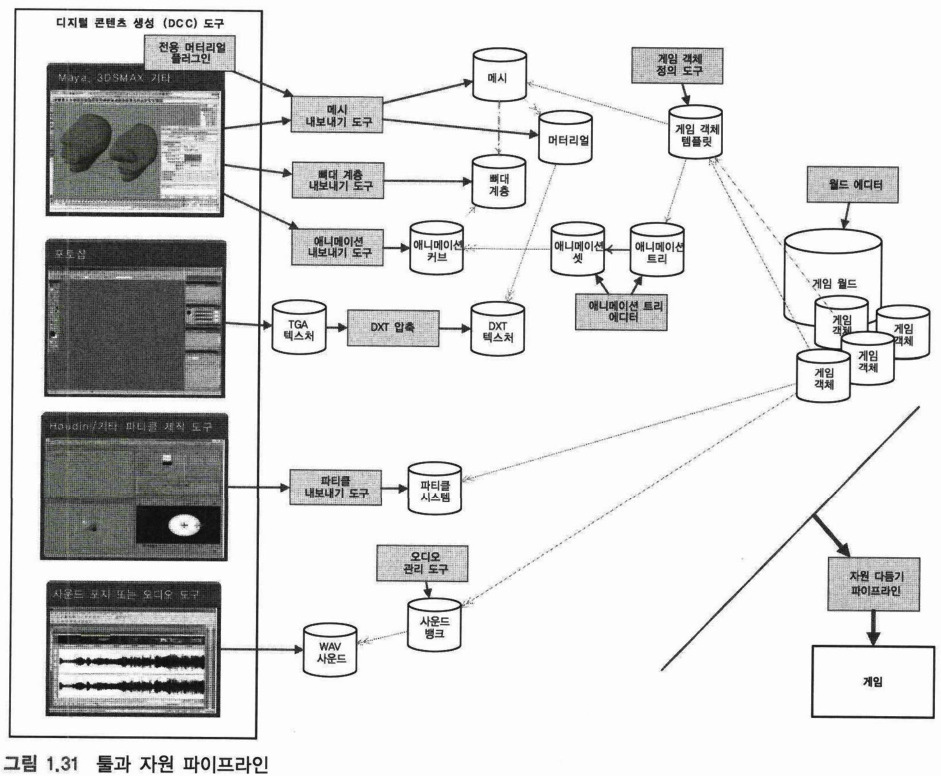 디지털 콘텐츠 생성 (DCC) 도구
전용 머터리얼
플러그인
Maya, 3DSMAX 기타
메시
내보내기 도구
뼈대 계층
내보내기 도구
애니메이션
내보내기 도구
메시
머터리얼
뼈대
계층
애니메이션
커브
애니메이션
셋
애니메이션
트리
애니메이션 트리
에디터
게임 객체
정의 도구
게임 객체
템플릿
월드 에디터
게임 월드
게임
객체
게임
객체
게임
객체
게임
객체
포토샵
TGA
텍스처
DXT 압축
DXT
텍스처
Houdin/기타 파티클 제작 도구
파티클
내보내기 도구
파티클
시스템
오디오
관리 도구
사운드
뱅크
사운드 포지 또는 오디오 도구
WAV
사운드
자원 다듬기
파이프라인
게임
그림 1.31 툴과 자원 파이프라인